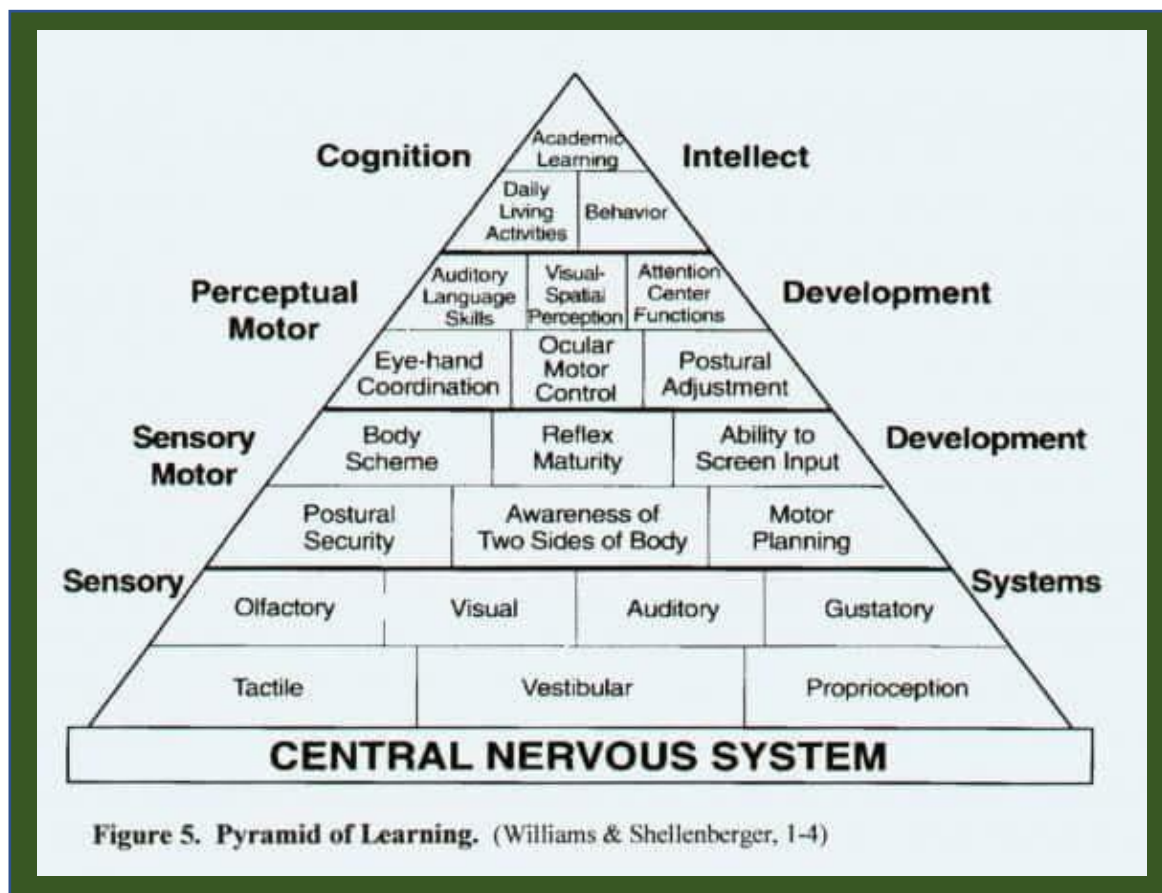 Cognition
Intellect
Academic
Learning
Daily
Living
Activities
Behavior
Perceptual
Motor
Development
Auditory
Language
Skills
Visual-
Spatial
Perception
Attention
Center
Functions
Eye-hand
Coordination
Ocular
Motor
Control
Postural
Adjustment
Sensory
Motor
Development
Body
Scheme
Reflex
Maturity
Ability to
Screen Input
Postural
Security
Awareness of
Two Sides of Body
Motor
Planning
Sensory
Systems
Olfactory
Visual
Auditory
Gustatory
Tactile
Vestibular
Proprioception
CENTRAL NERVOUS SYSTEM
Figure 5. Pyramid of Learning. (Williams & Shellenberger, 1-4)